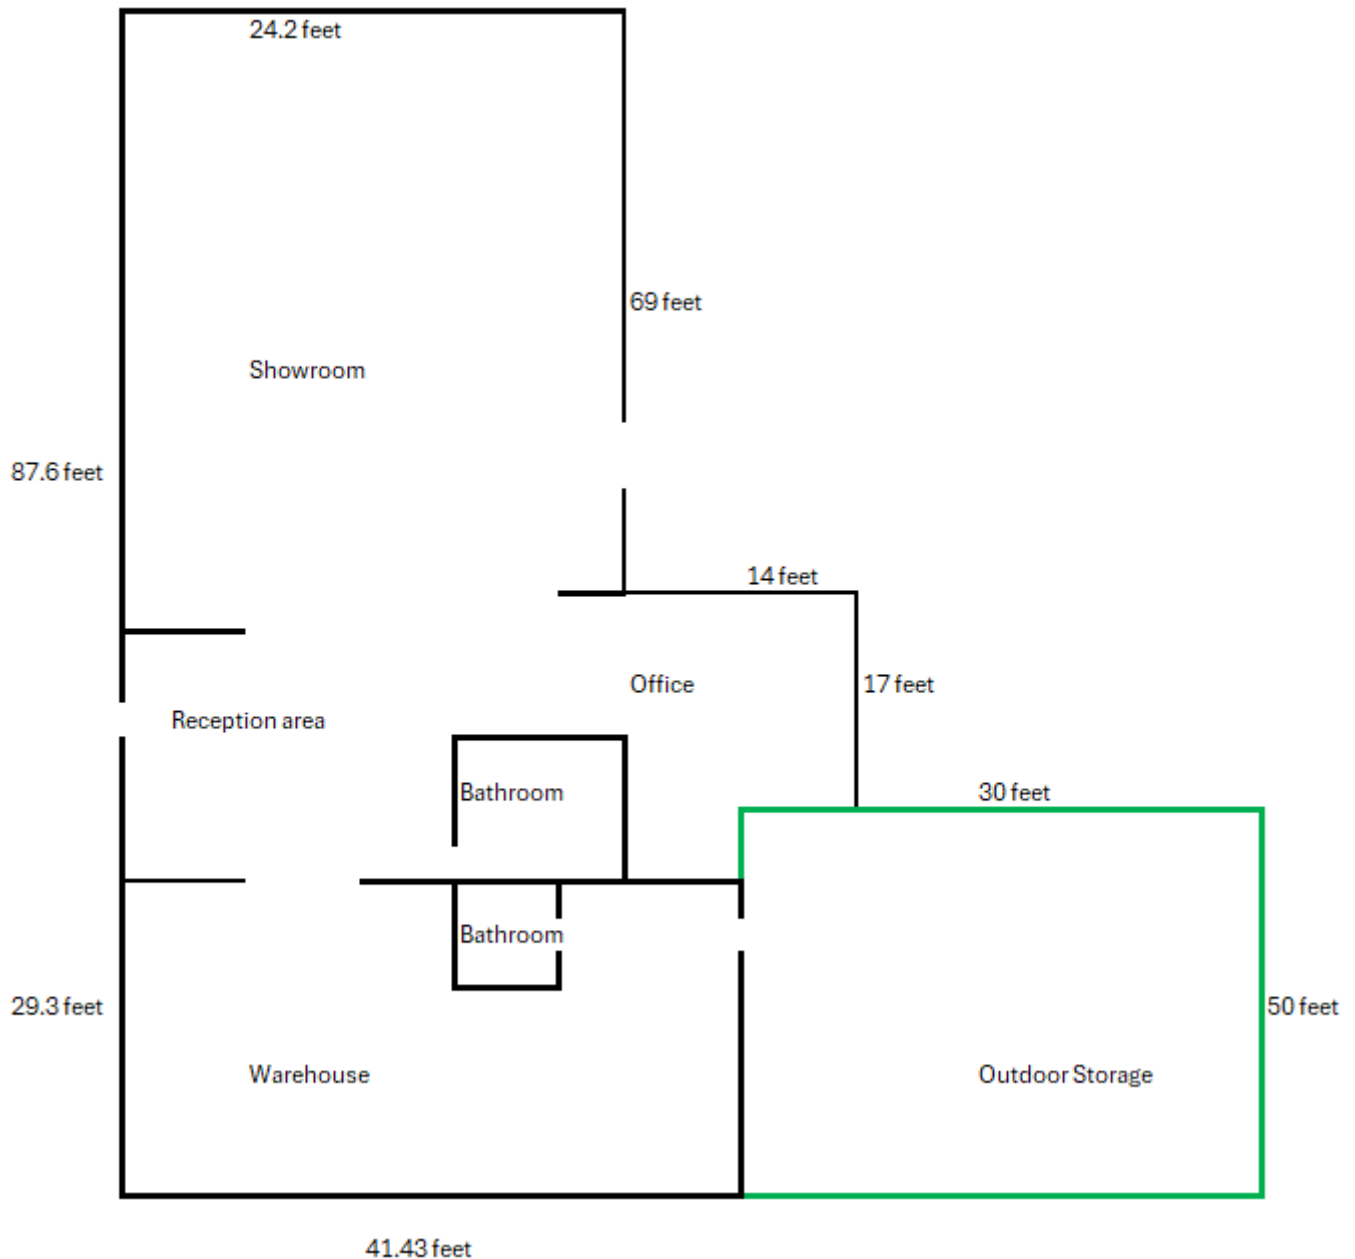 24.2 feet
69 feet
Showroom
87.6 feet
14 feet
Office
17 feet
Reception area
Bathroom
30 feet
Bathroom
29.3 feet
50 feet
Warehouse
Outdoor Storage
41.43 feet